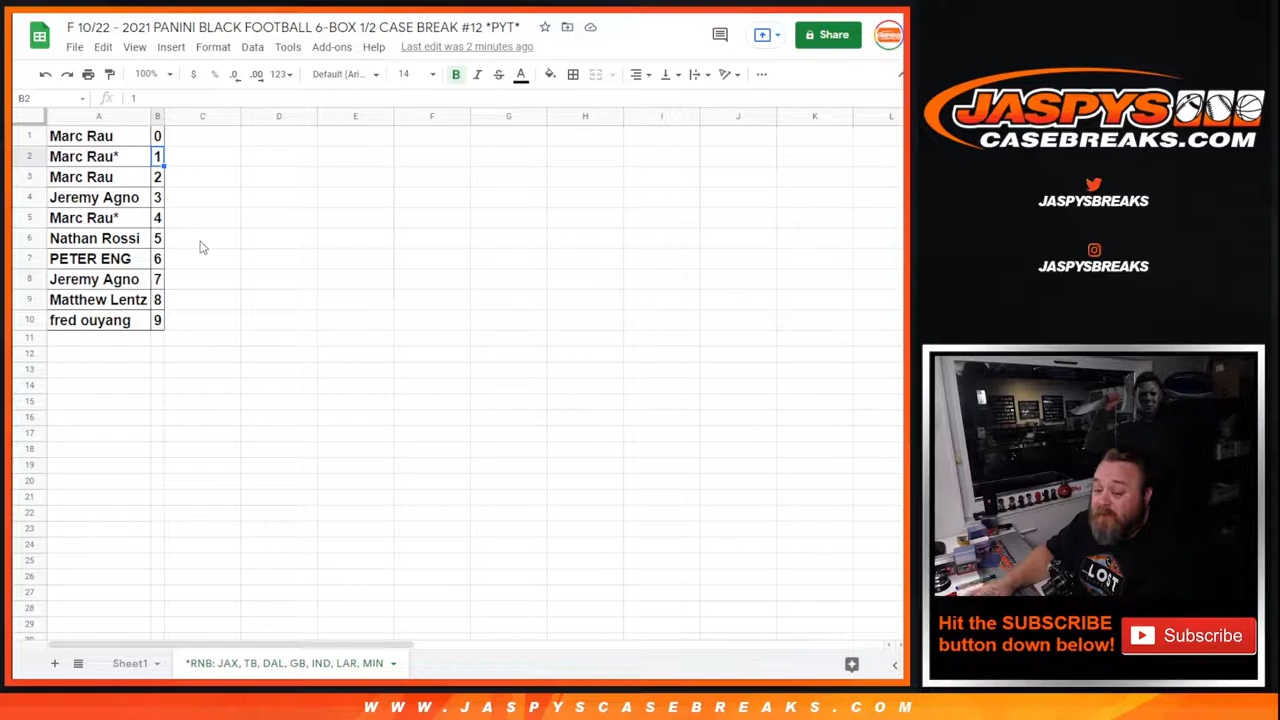 F 10/22 - 2021 PANINI BLACK FOOTBALL 6-BOX 1/2 CASE BREAK #12 *PYT*
File Edit View Insert Format Data Tools Add-ons Help Last edit was 2 minutes ago
Share
100% $ % .0 .00 123 Default (Ari... 14 B I S A
B2 fx 1
A B C D E F G H I J K L
1 Marc Rau 0
2 Marc Rau* 1
3 Marc Rau 2
4 Jeremy Agno 3
5 Marc Rau* 4
6 Nathan Rossi 5
7 PETER ENG 6
8 Jeremy Agno 7
9 Matthew Lentz 8
10 fred ouyang 9
11
12
13
14
15
16
17
18
19
20
21
22
23
24
25
26
27
28
29
Sheet1 *RNB: JAX, TB, DAL, GB, IND, LAR, MIN
JASPYS
CASEBREAKS.COM
JASPYSBREAKS
JASPYSBREAKS
LOST
Hit the SUBSCRIBE
button down below!
Subscribe
WWW.JASPYSCASEBREAKS.COM